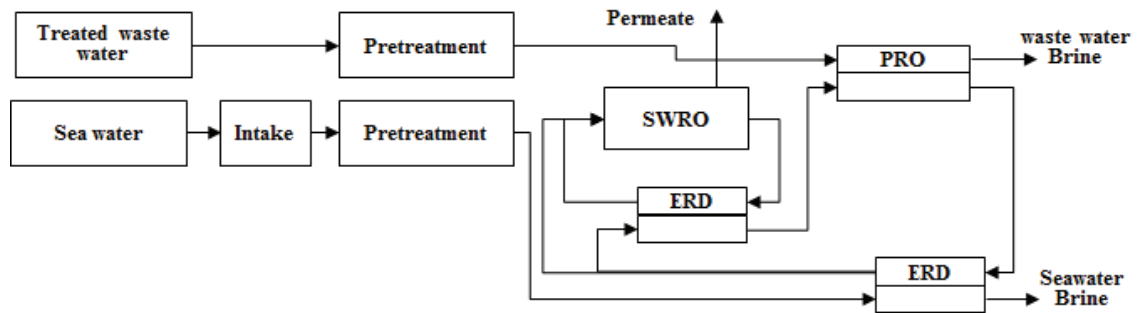 Permeate
Treated waste
water
Pretreatment
PRO
waste water
Brine
Sea water
Intake
Pretreatment
SWRO
ERD
ERD
Seawater
Brine